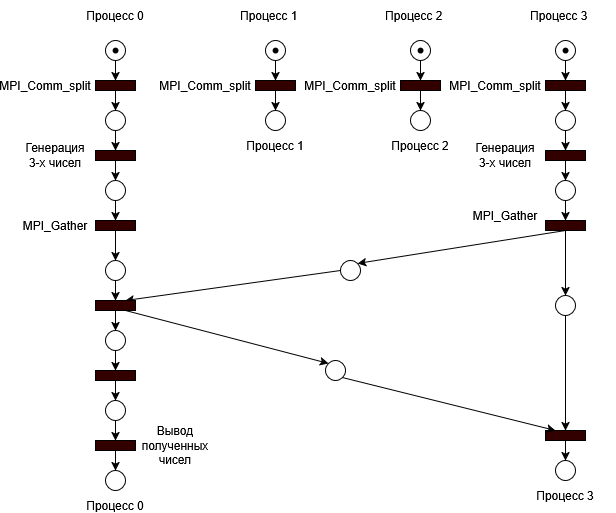 Процесс 0
Процесс 1
Процесс 2
Процесс 3
MPI_Comm_split
MPI_Comm_split
MPI_Comm_split
MPI_Comm_split
Процесс 1
Процесс 2
Генерация
3-х чисел
Генерация
3-х чисел
MPI_Gather
MPI_Gather
Вывод
полученных
чисел
Процесс 0
Процесс 3